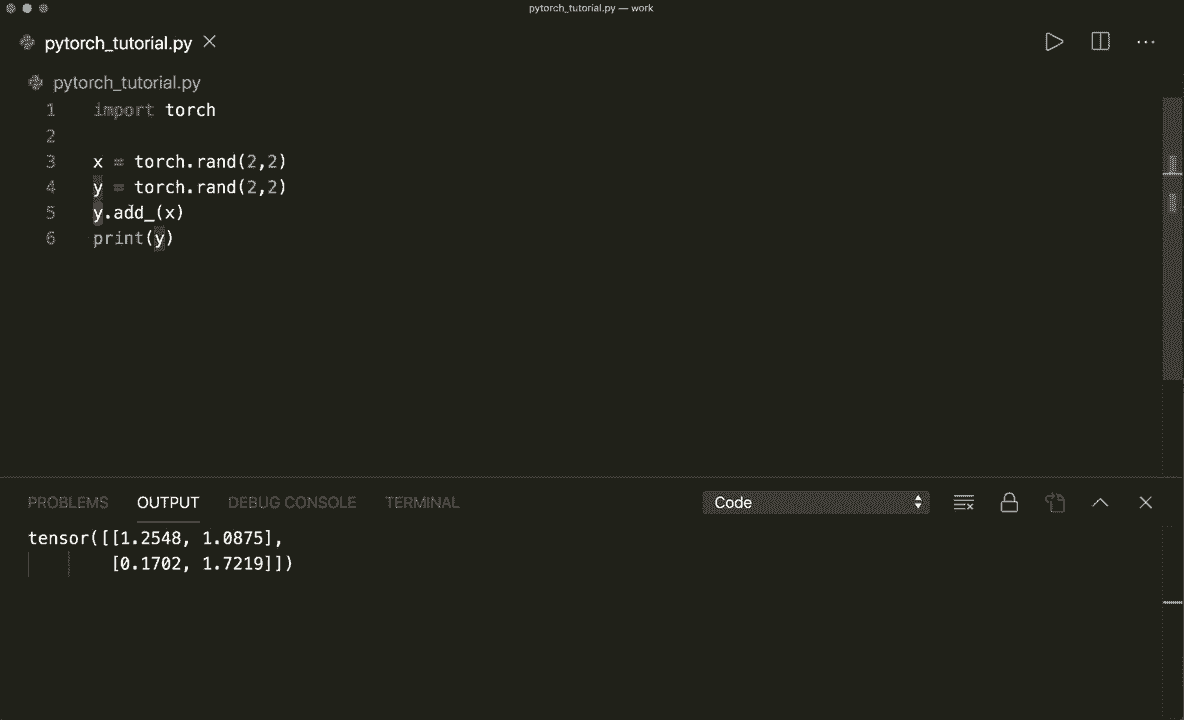 pytorch_tutorial.py — work
pytorch_tutorial.py
pytorch_tutorial.py
1 import torch
2
3 x = torch.rand(2,2)
4 y = torch.rand(2,2)
5 y.add_(x)
6 print(y)
PROBLEMS OUTPUT DEBUG CONSOLE TERMINAL Code
tensor([[1.2548, 1.0875],
[0.1702, 1.7219]])